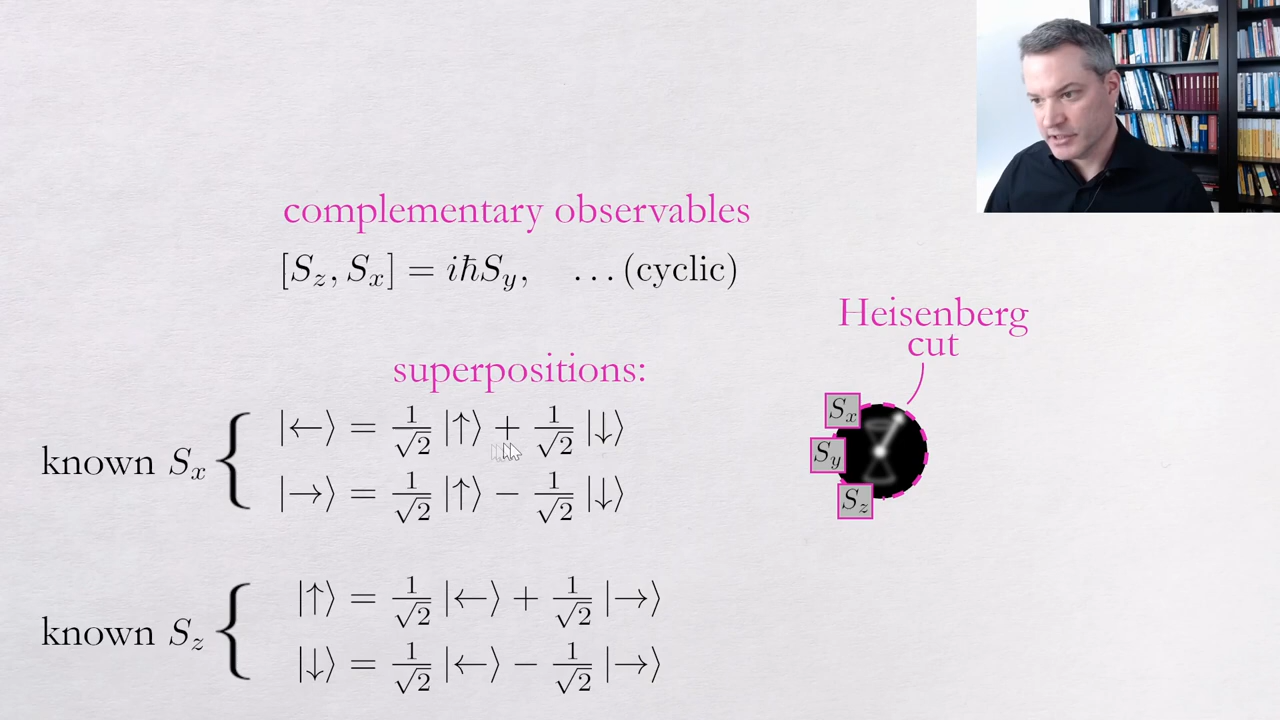 complementary observables
[S_z, S_x] = iħS_y, ... (cyclic)
Heisenberg
cut
superpositions:
known S_x { |←⟩ = 1/√2 |↑⟩ + 1/√2 |↓⟩
|→⟩ = 1/√2 |↑⟩ − 1/√2 |↓⟩
S_x
S_y
S_z
known S_z { |↑⟩ = 1/√2 |←⟩ + 1/√2 |→⟩
|↓⟩ = 1/√2 |←⟩ − 1/√2 |→⟩